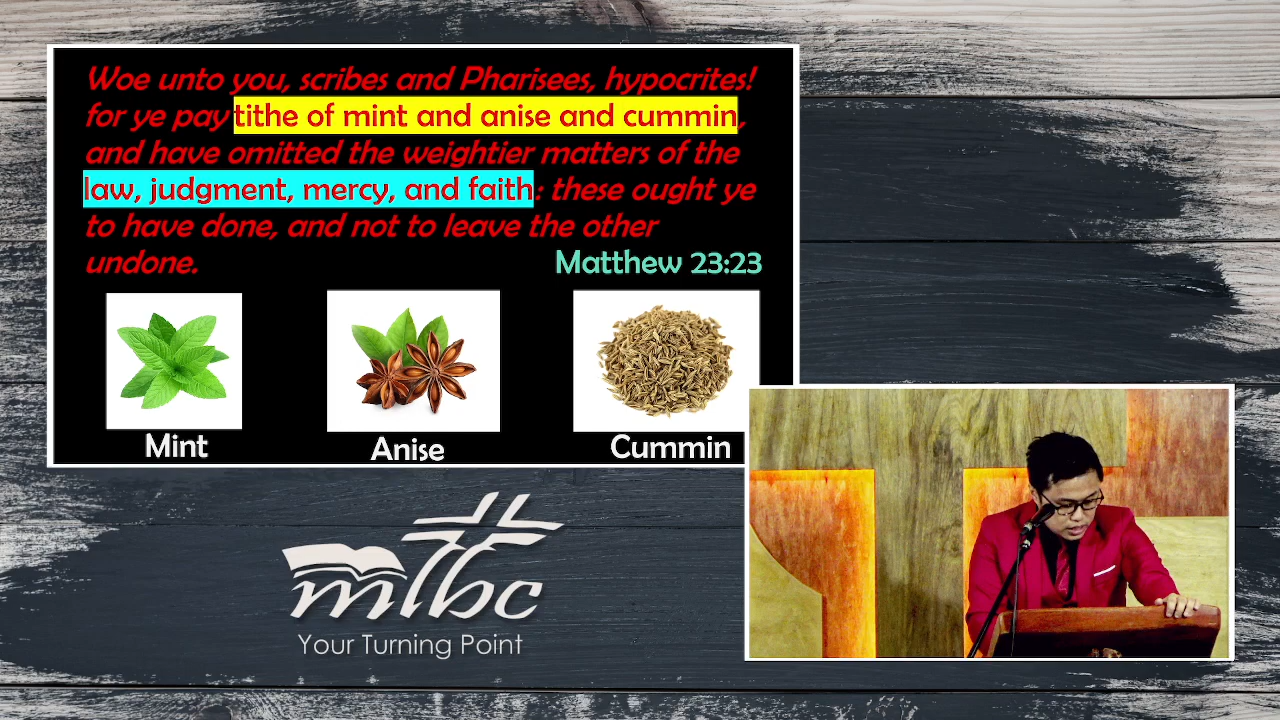 Woe unto you, scribes and Pharisees, hypocrites!
for ye pay tithe of mint and anise and cummin,
and have omitted the weightier matters of the
law, judgment, mercy, and faith: these ought ye
to have done, and not to leave the other
undone. Matthew 23:23
Mint Anise Cummin
mtbc
Your Turning Point